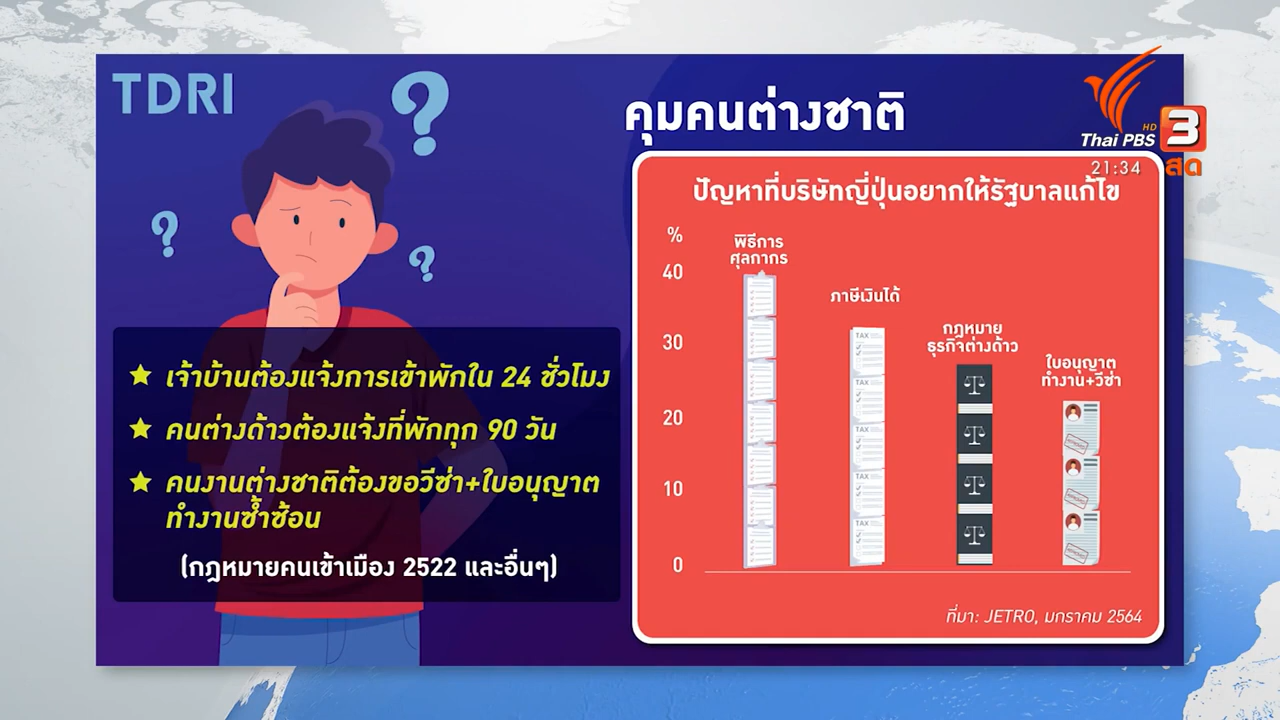 TDRI
คุมคนต่างชาติ
HD
Thai PBS
3
21:34
สด
ปัญหาที่บริษัทญี่ปุ่นอยากให้รัฐบาลแก้ไข
%
40
30
20
10
0
พิธีการ
ศุลกากร
ภาษีเงินได้
กฎหมาย
ธุรกิจต่างด้าว
ใบอนุญาต
ทำงาน+วีซ่า
TAX
TAX
TAX
TAX
TAX
ที่มา: JETRO, มกราคม 2564
เจ้าบ้านต้องแจ้งการเข้าพักใน 24 ชั่วโมง
คนต่างด้าวต้องแจ้งที่พักทุก 90 วัน
คนงานต่างชาติต้องขอวีซ่า+ใบอนุญาต
ทำงานซ้ำซ้อน
(กฎหมายคนเข้าเมือง 2522 และอื่นๆ)